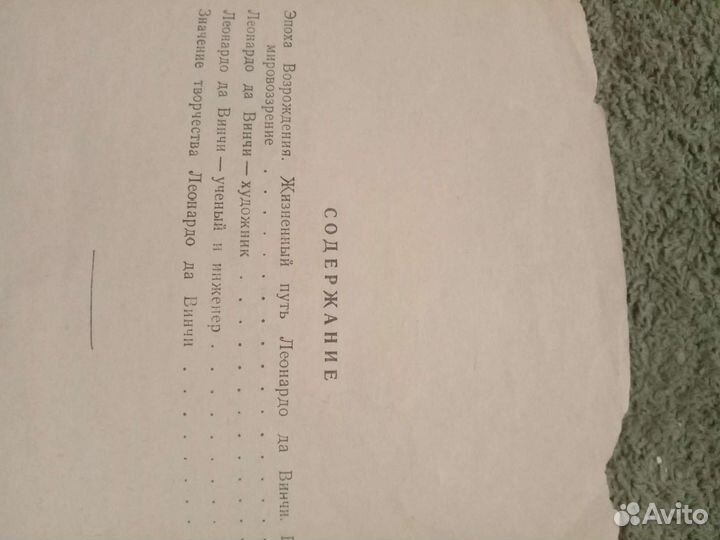 СОДЕРЖАНИЕ
Эпоха Возрождения. Жизненный путь Леонардо да Винчи.
мировоззрение . . . . . . . . . . . . . .
Леонардо да Винчи — художник . . . . . . . . . .
Леонардо да Винчи — ученый и инженер . . . . . . .
Значение творчества Леонардо да Винчи . . . . . .
Avito